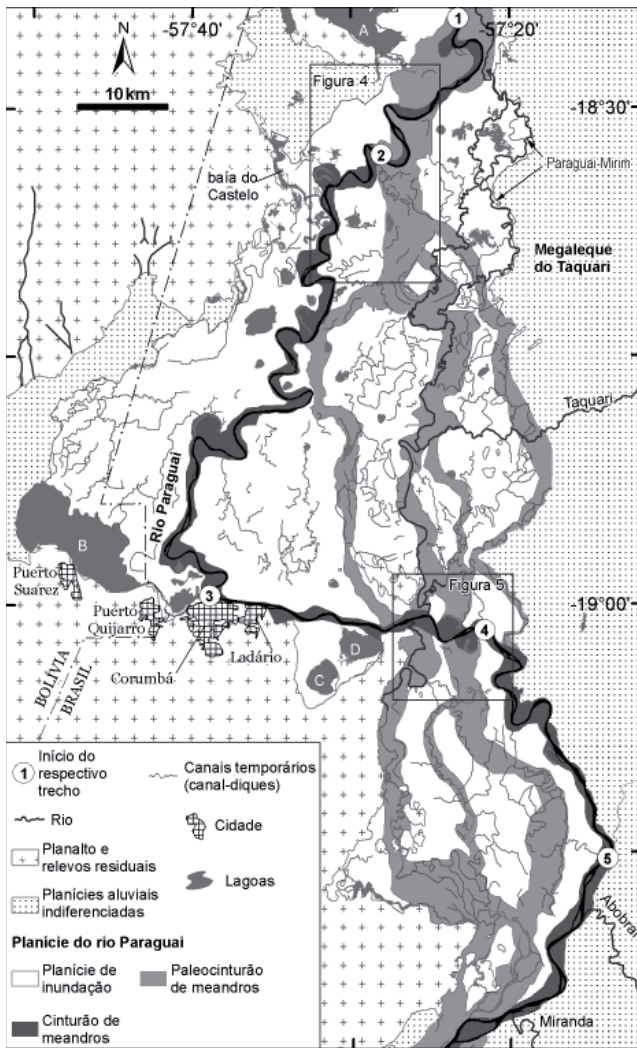 -57°40'
1
-57°20'
A
N
Figura 4
10 km
-18°30'
2
Paraguai-Mirim
baía do
Castelo
Megaleque
do Taquari
Taquari
Rio Paraguai
B
Puerto
Suarez
3
Figura 5
-19°00'
Puerto
Quijarro
4
Ladário
D
C
Corumbá
BOLÍVIA
BRASIL
1 Início do
respectivo
trecho
Canais temporários
(canal-diques)
Rio
Cidade
Planalto e
relevos residuais
Lagoas
Planícies aluviais
indiferenciadas
5
Planície do rio Paraguai
Planície de
inundação
Paleocinturão
de meandros
Cinturão de
meandros
Miranda